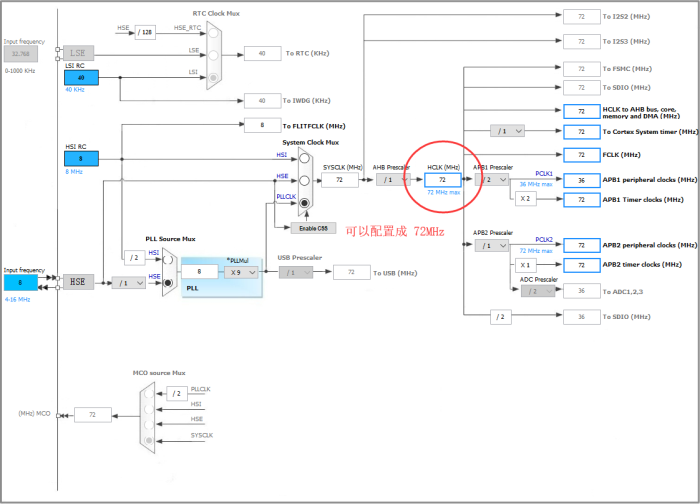 RTC Clock Mux
HSE
/ 128
HSE_RTC
72
To I2S2 (MHz)
Input frequency
32.768
0-1000 KHz
LSE
LSE
40
To RTC (KHz)
72
To I2S3 (MHz)
LSI RC
40
40 KHz
LSI
72
To FSMC (MHz)
72
To SDIO (MHz)
40
To IWDG (KHz)
72
HCLK to AHB bus, core,
memory and DMA (MHz)
8
To FLITFCLK (MHz)
/ 1
72
To Cortex System timer (MHz)
HSI RC
8
8 MHz
System Clock Mux
HSI
72
FCLK (MHz)
HSE
SYSCLK (MHz)
72
AHB Prescaler
/ 1
HCLK (MHz)
72
72 MHz max
APB1 Prescaler
/ 2
PCLK1
36 MHz max
36
APB1 peripheral clocks (MHz)
PLLCLK
X 2
72
APB1 Timer clocks (MHz)
Enable CSS
可以配置成 72MHz
PLL Source Mux
HSI
/ 2
APB2 Prescaler
/ 1
PCLK2
72 MHz max
72
APB2 peripheral clocks (MHz)
Input frequency
8
4-16 MHz
HSE
/ 1
HSE
8
*PLLMul
X 9
PLL
USB Prescaler
/ 1
72
To USB (MHz)
X 1
72
APB2 timer clocks (MHz)
ADC Prescaler
/ 2
36
To ABC1,2,3
/ 2
36
To SDIO (MHz)
MCO source Mux
PLLCLK
/ 2
HSI
(MHz) MCO
72
HSE
SYSCLK